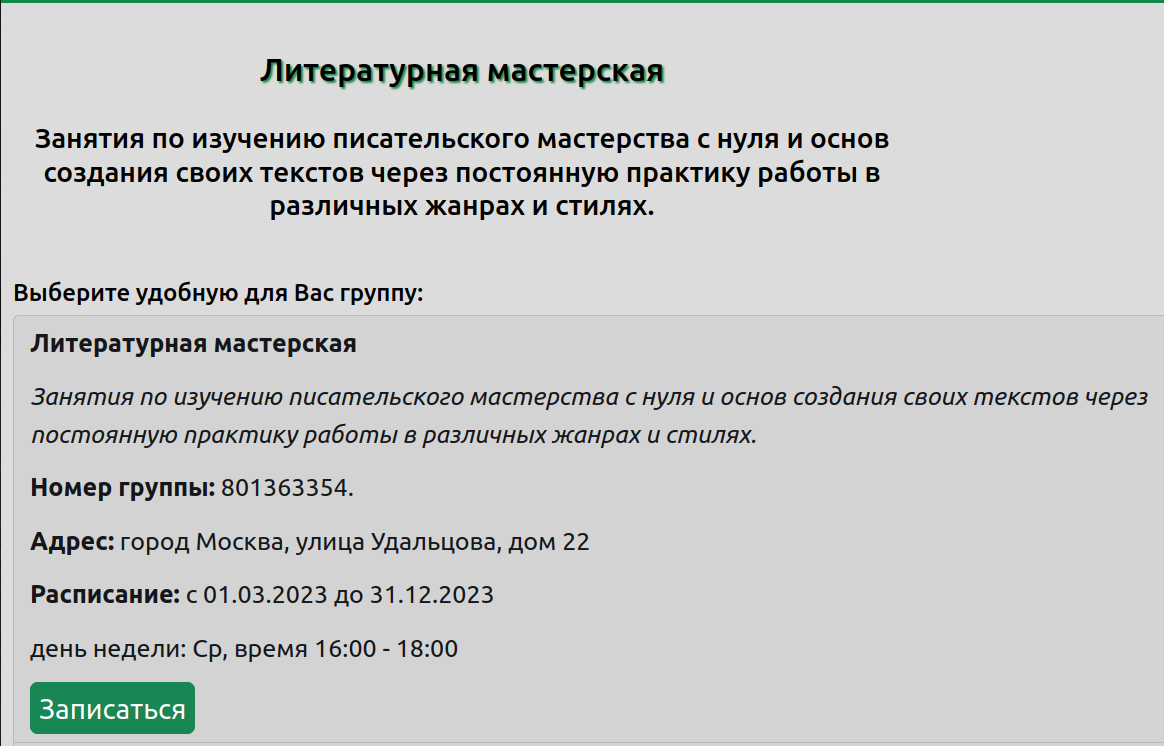 Литературная мастерская
Занятия по изучению писательского мастерства с нуля и основ
создания своих текстов через постоянную практику работы в
различных жанрах и стилях.
Выберите удобную для Вас группу:
Литературная мастерская
Занятия по изучению писательского мастерства с нуля и основ создания своих текстов через
постоянную практику работы в различных жанрах и стилях.
Номер группы: 801363354.
Адрес: город Москва, улица Удальцова, дом 22
Расписание: с 01.03.2023 до 31.12.2023
день недели: Ср, время 16:00 - 18:00
Записаться